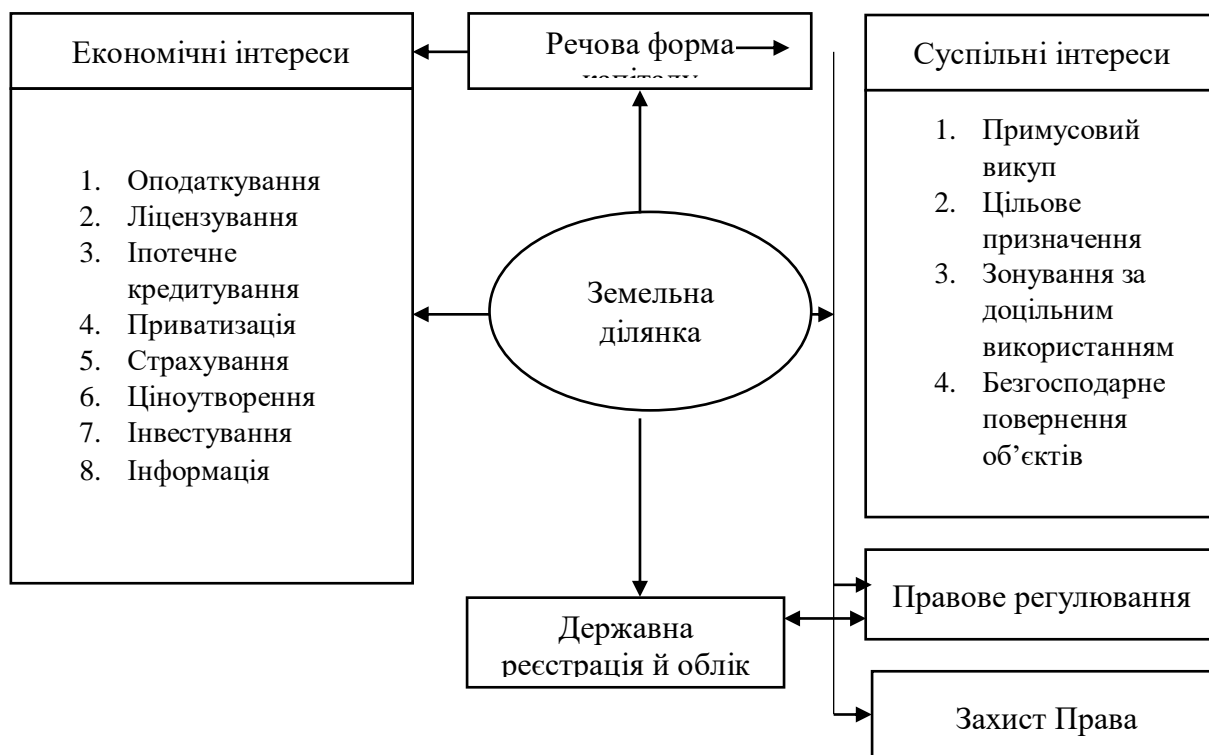 Економічні інтереси
1. Оподаткування
2. Ліцензування
3. Іпотечне
кредитування
4. Приватизація
5. Страхування
6. Ціноутворення
7. Інвестування
8. Інформація
Речова форма
капіталу
Земельна
ділянка
Державна
реєстрація й облік
Суспільні інтереси
1. Примусовий
викуп
2. Цільове
призначення
3. Зонування за
доцільним
використанням
4. Безгосподарне
повернення
об’єктів
Правове регулювання
Захист Права